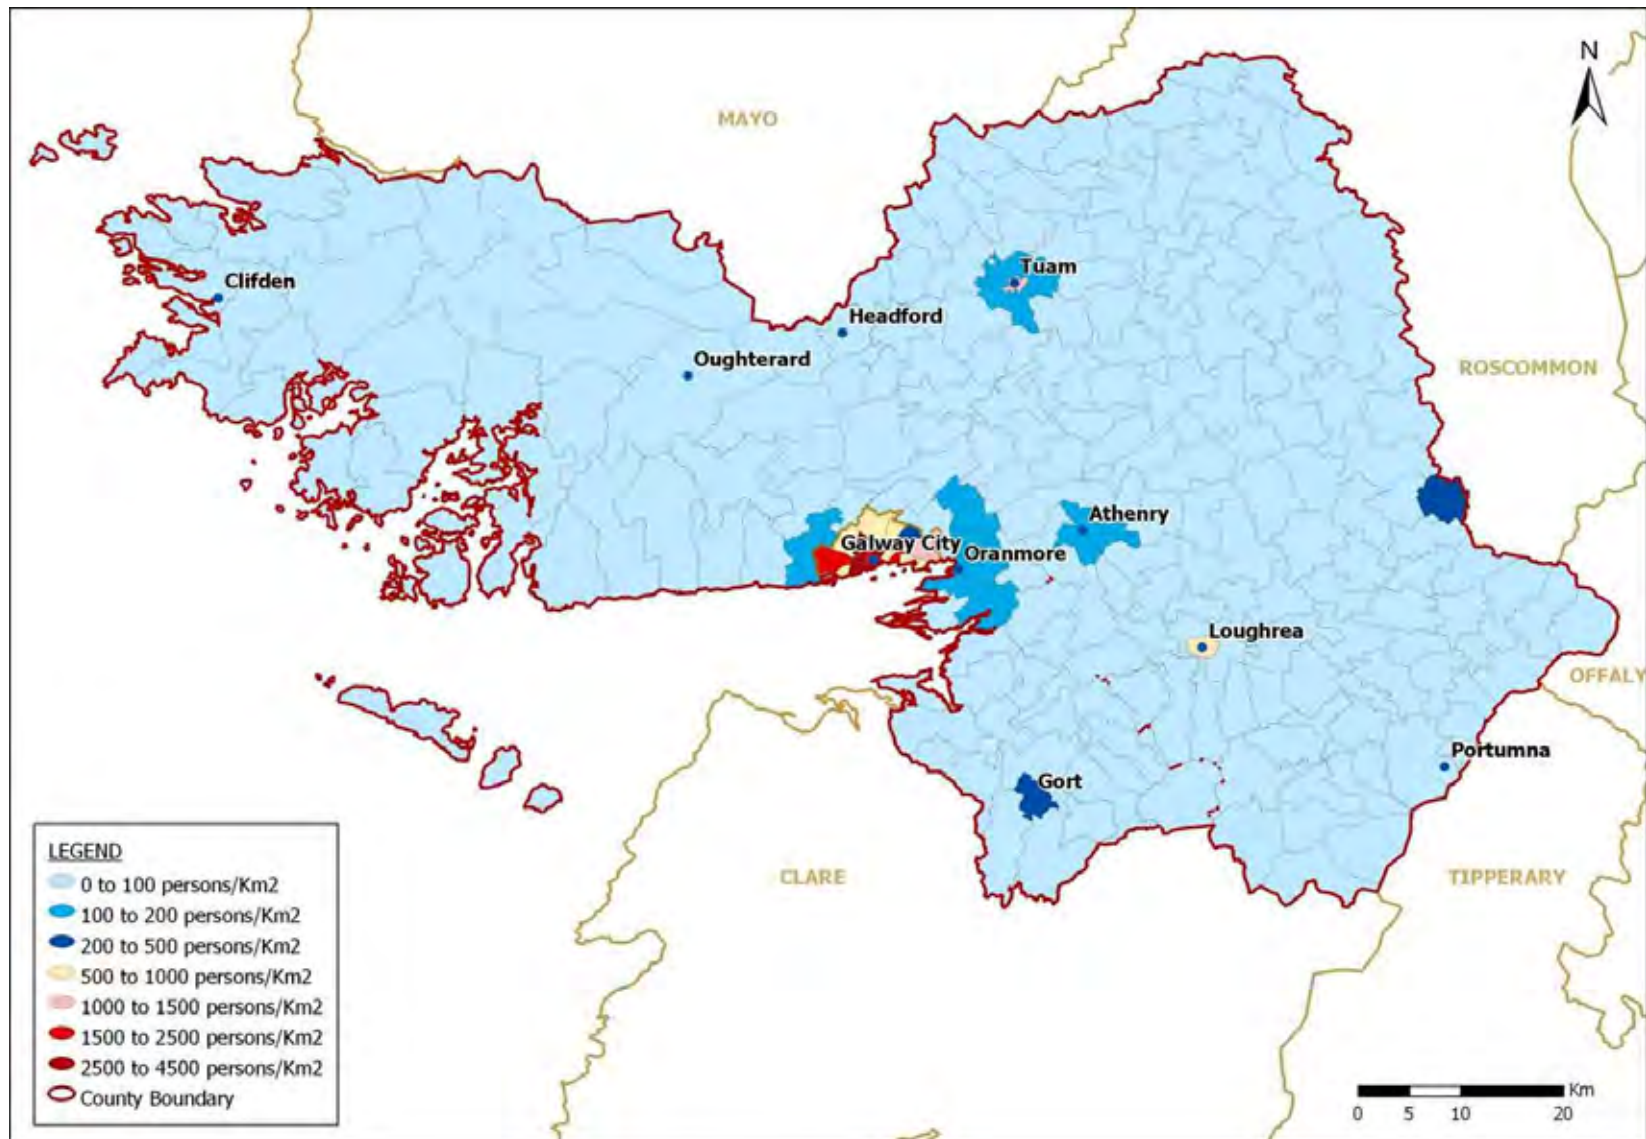 N
MAYO
Clifden
Tuam
Headford
Oughterard
ROSCOMMON
Athenry
Galway City
Oranmore
Loughrea
OFFALY
Portumna
Gort
CLARE
TIPPERARY
LEGEND
0 to 100 persons/Km2
100 to 200 persons/Km2
200 to 500 persons/Km2
500 to 1000 persons/Km2
1000 to 1500 persons/Km2
1500 to 2500 persons/Km2
2500 to 4500 persons/Km2
County Boundary
Km
0 5 10 20